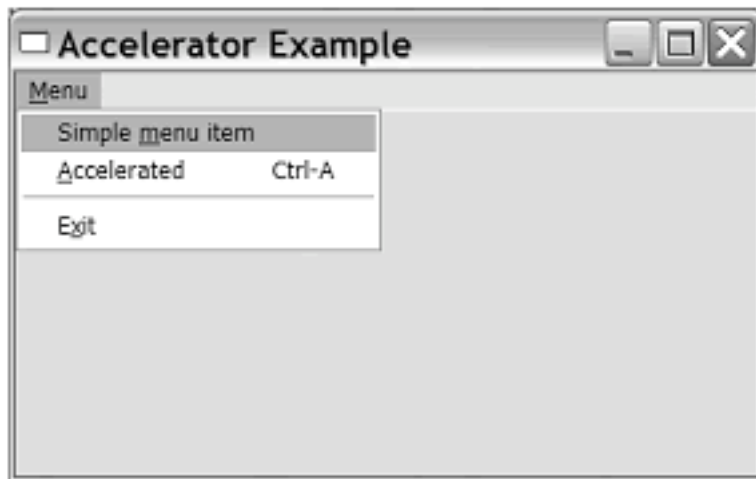 Accelerator Example
Menu
Simple menu item
Accelerated Ctrl-A
Exit